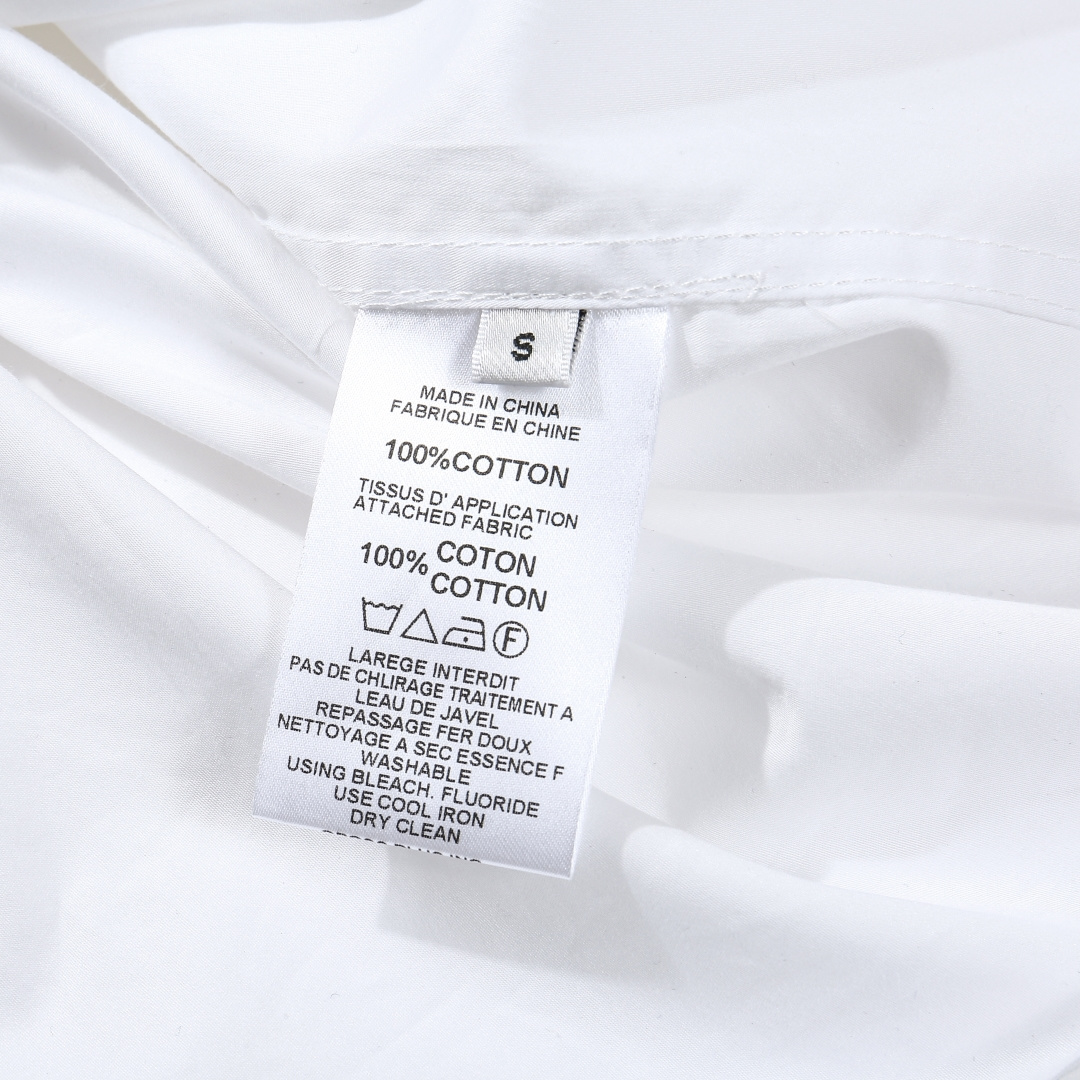 S
MADE IN CHINA
FABRIQUE EN CHINE
100%COTTON
TISSUS D' APPLICATION
ATTACHED FABRIC
100% COTON
COTTON
F
LAREGE INTERDIT
PAS DE CHLIRAGE TRAITEMENT A
LEAU DE JAVEL
REPASSAGE FER DOUX
NETTOYAGE A SEC ESSENCE F
WASHABLE
USING BLEACH. FLUORIDE
USE COOL IRON
DRY CLEAN